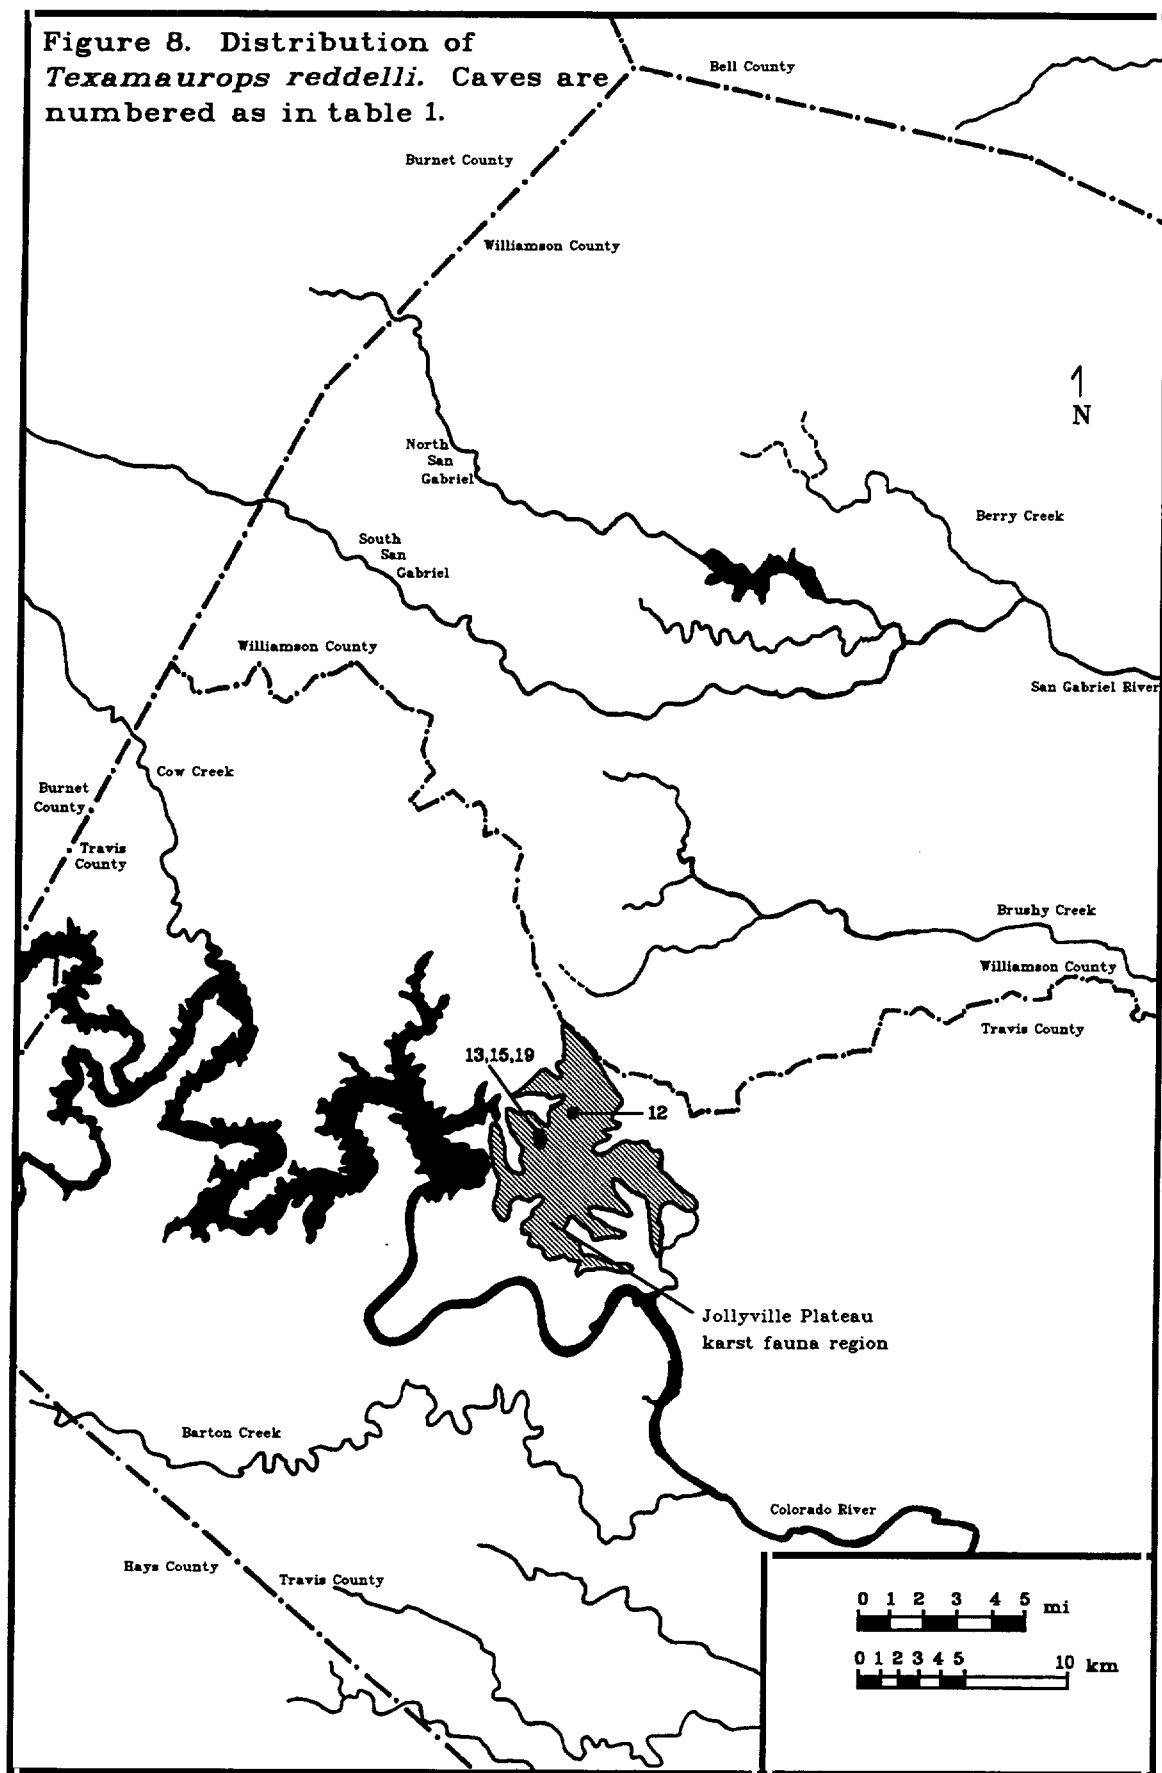 Figure 8. Distribution of
Texamaurops reddelli. Caves are
numbered as in table 1.
Bell County
Burnet County
Williamson County
N
North
San
Gabriel
Berry Creek
South
San
Gabriel
Williamson County
San Gabriel River
Cow Creek
Burnet
County
Travis
County
Brushy Creek
Williamson County
Travis County
13,15,19
12
Jollyville Plateau
karst fauna region
Barton Creek
Colorado River
Hays County
Travis County
0 1 2 3 4 5 mi
0 1 2 3 4 5 10 km